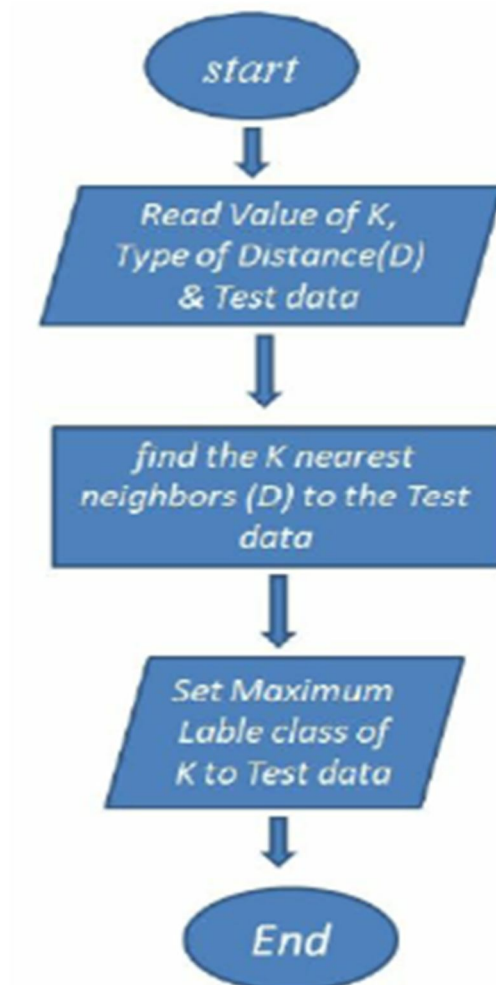 start
Read Value of K,
Type of Distance(D)
& Test data
find the K nearest
neighbors (D) to the Test
data
Set Maximum
Lable class of
K to Test data
End